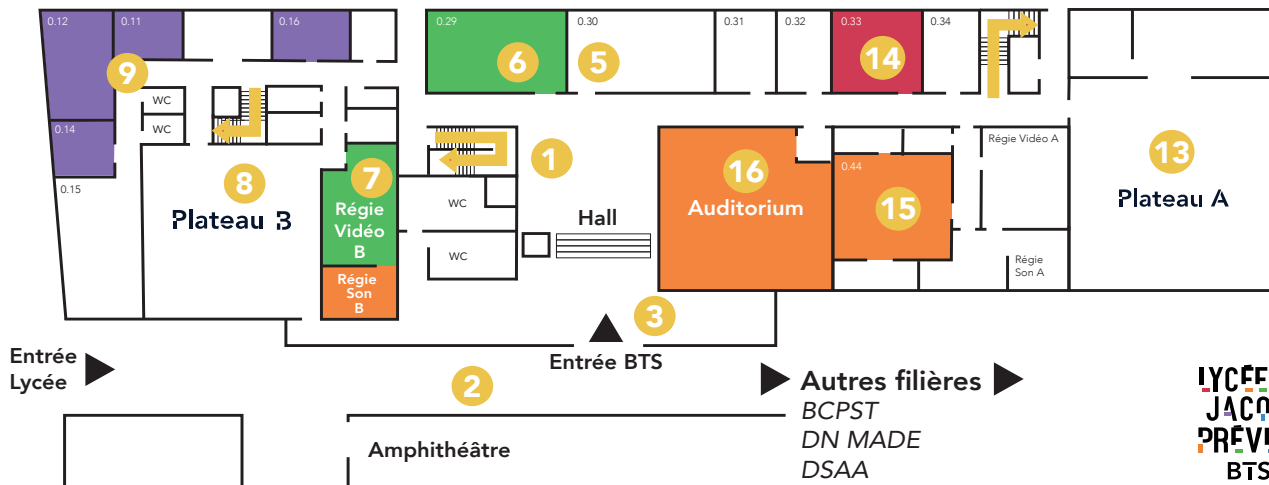 0.12
0.11
0.16
0.29
0.30
0.31
0.32
0.33
0.34
6
5
14
9
WC
WC
0.14
0.15
8
Plateau B
7
Régie
Vidéo
B
Régie
Son
B
1
WC
WC
Hall
16
Auditorium
0.44
15
Régie Vidéo A
Régie
Son A
13
Plateau A
3
Entrée BTS
Entrée
Lycée
2
Autres filières
BCPST
DN MADE
DSAA
Amphithéâtre
LYCÉE
JACQ
PRÉVE
BTS